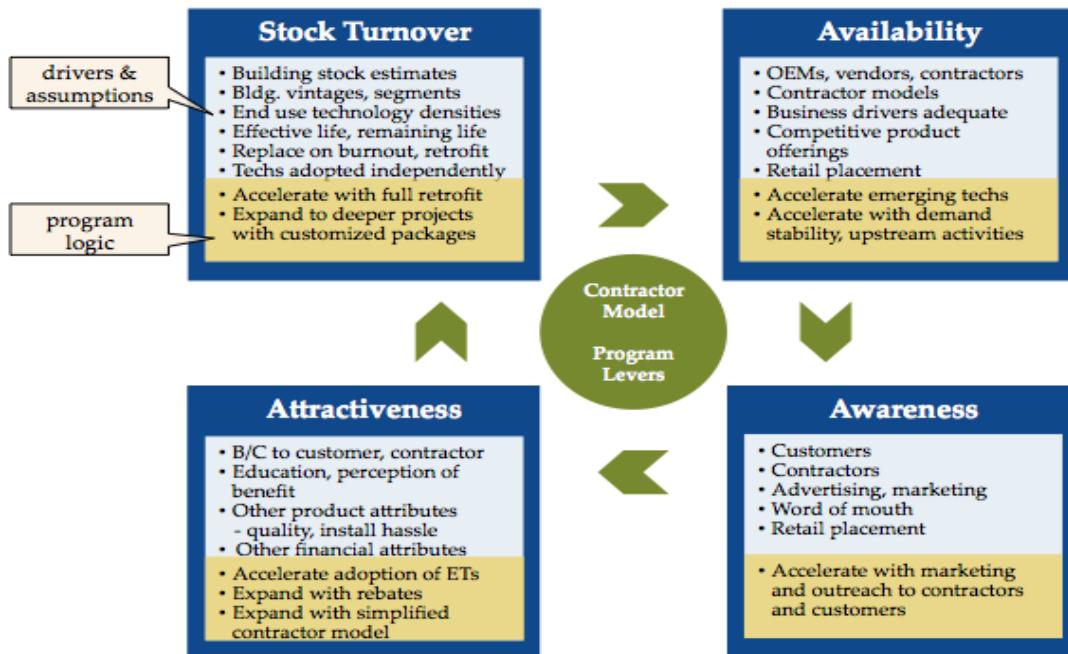 Stock Turnover
drivers &
assumptions
• Building stock estimates
• Bldg. vintages, segments
• End use technology densities
• Effective life, remaining life
• Replace on burnout, retrofit
• Techs adopted independently
program
logic
• Accelerate with full retrofit
• Expand to deeper projects
with customized packages
Availability
• OEMs, vendors, contractors
• Contractor models
• Business drivers adequate
• Competitive product
offerings
• Retail placement
• Accelerate emerging techs
• Accelerate with demand
stability, upstream activities
Contractor
Model
Program
Levers
Attractiveness
• B/C to customer, contractor
• Education, perception of
benefit
• Other product attributes
- quality, install hassle
• Other financial attributes
• Accelerate adoption of ETs
• Expand with rebates
• Expand with simplified
contractor model
Awareness
• Customers
• Contractors
• Advertising, marketing
• Word of mouth
• Retail placement
• Accelerate with marketing
and outreach to contractors
and customers